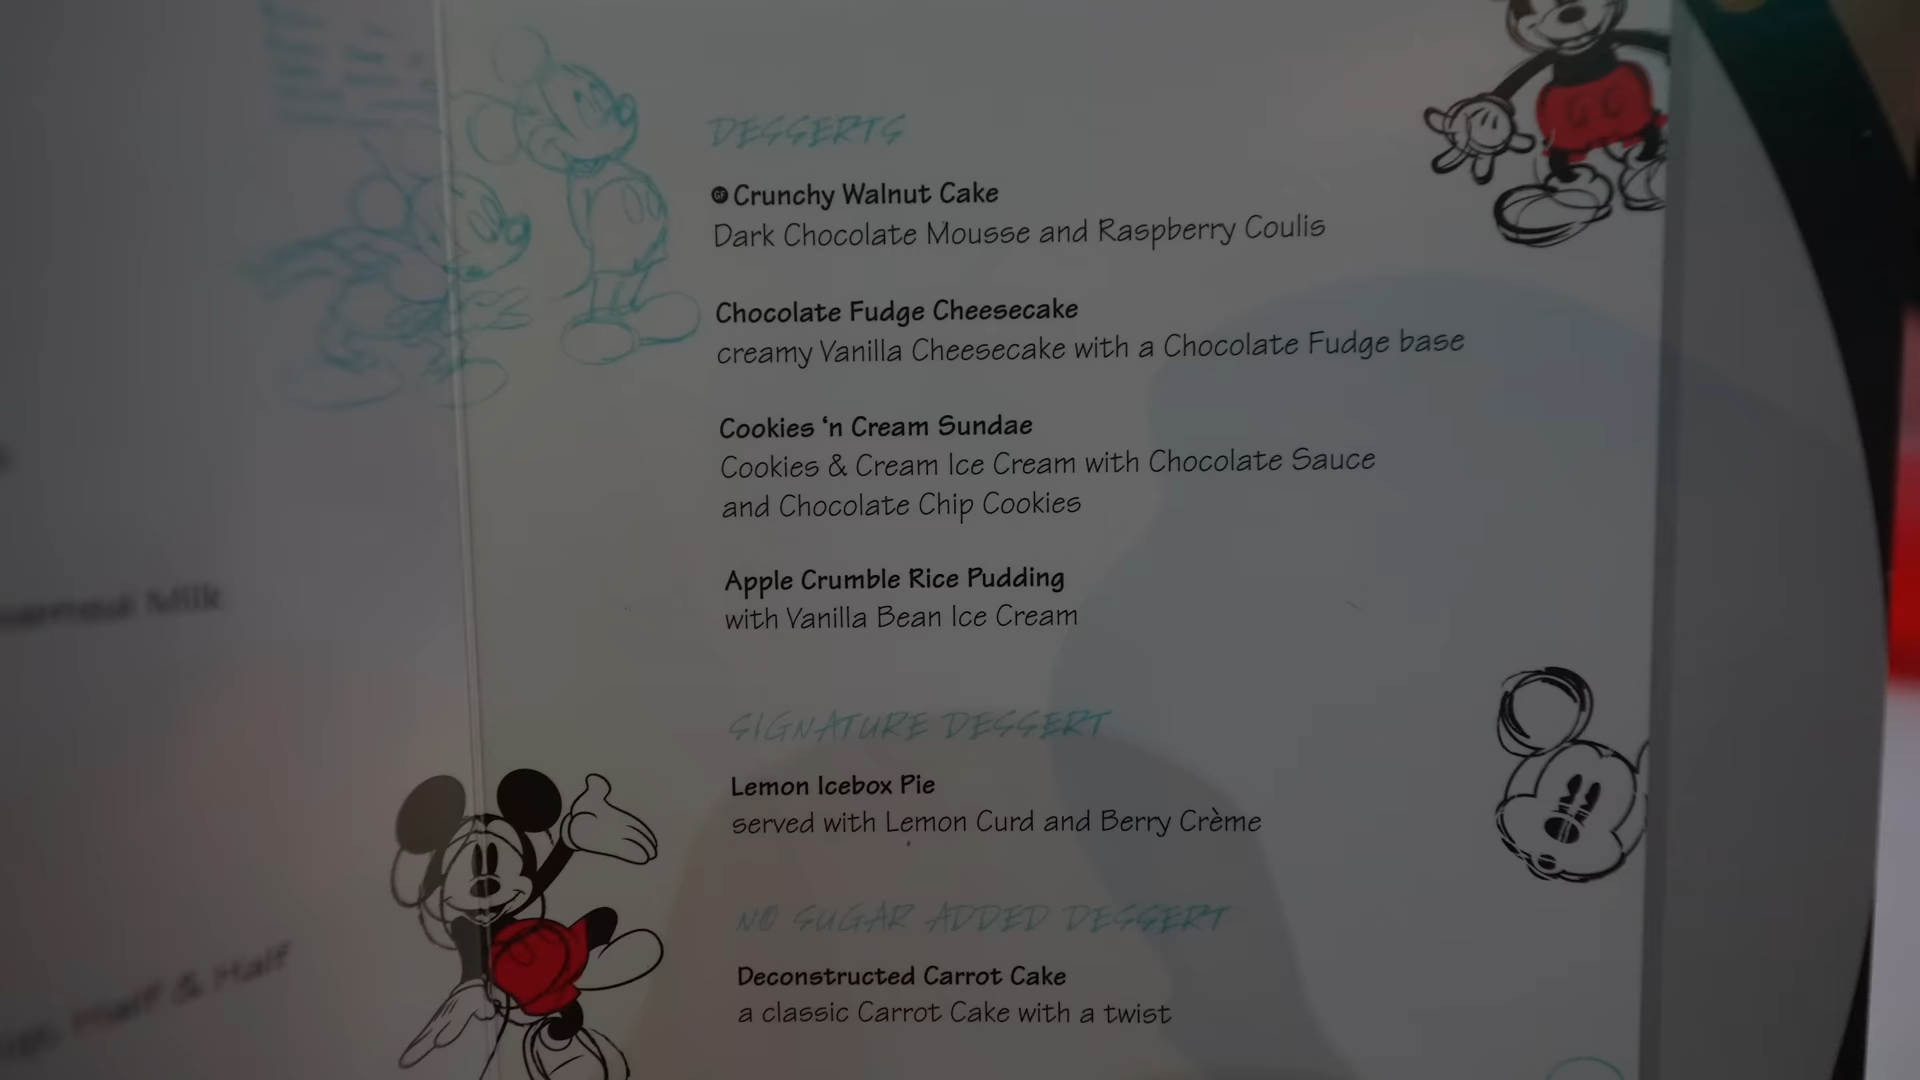 DESSERTS
GF Crunchy Walnut Cake
Dark Chocolate Mousse and Raspberry Coulis
Chocolate Fudge Cheesecake
creamy Vanilla Cheesecake with a Chocolate Fudge base
Cookies ‘n Cream Sundae
Cookies & Cream Ice Cream with Chocolate Sauce
and Chocolate Chip Cookies
Apple Crumble Rice Pudding
with Vanilla Bean Ice Cream
SIGNATURE DESSERT
Lemon Icebox Pie
served with Lemon Curd and Berry Crème
NO SUGAR ADDED DESSERT
Deconstructed Carrot Cake
a classic Carrot Cake with a twist
Milk
Half & Half